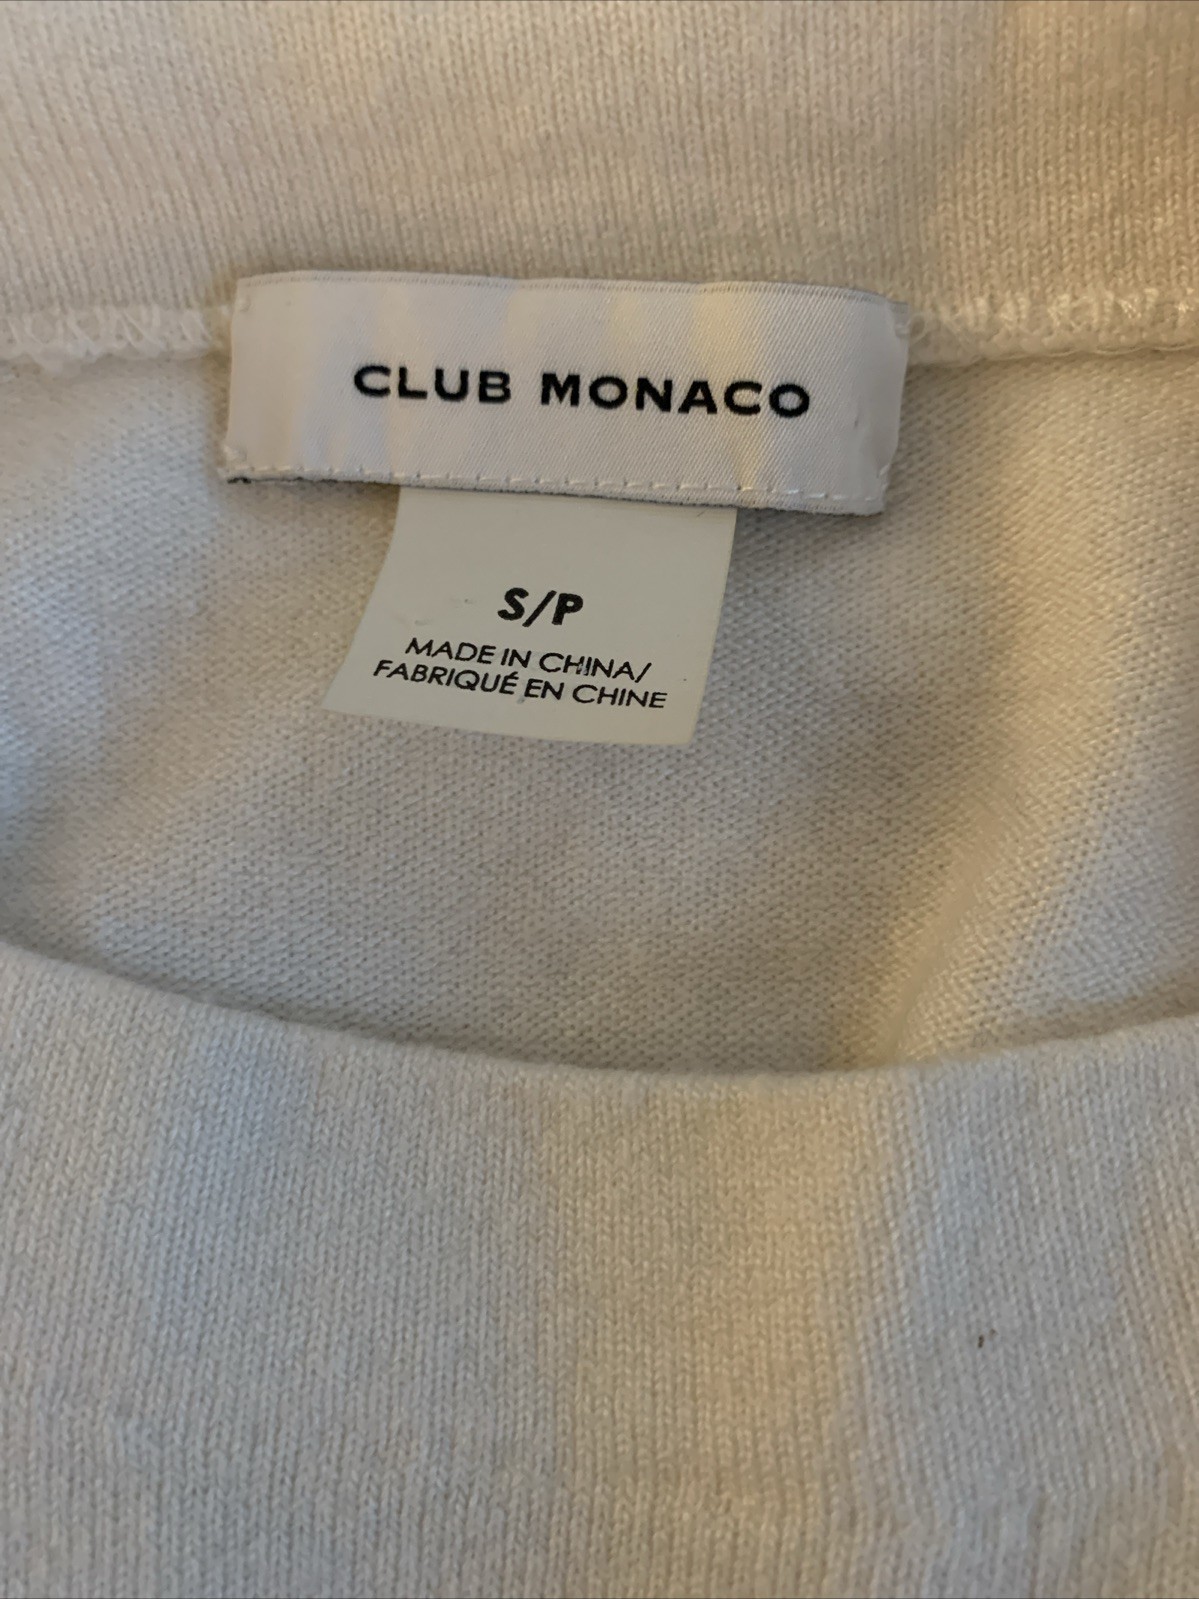 CLUB MONACO
S/P
MADE IN CHINA/
FABRIQUÉ EN CHINE